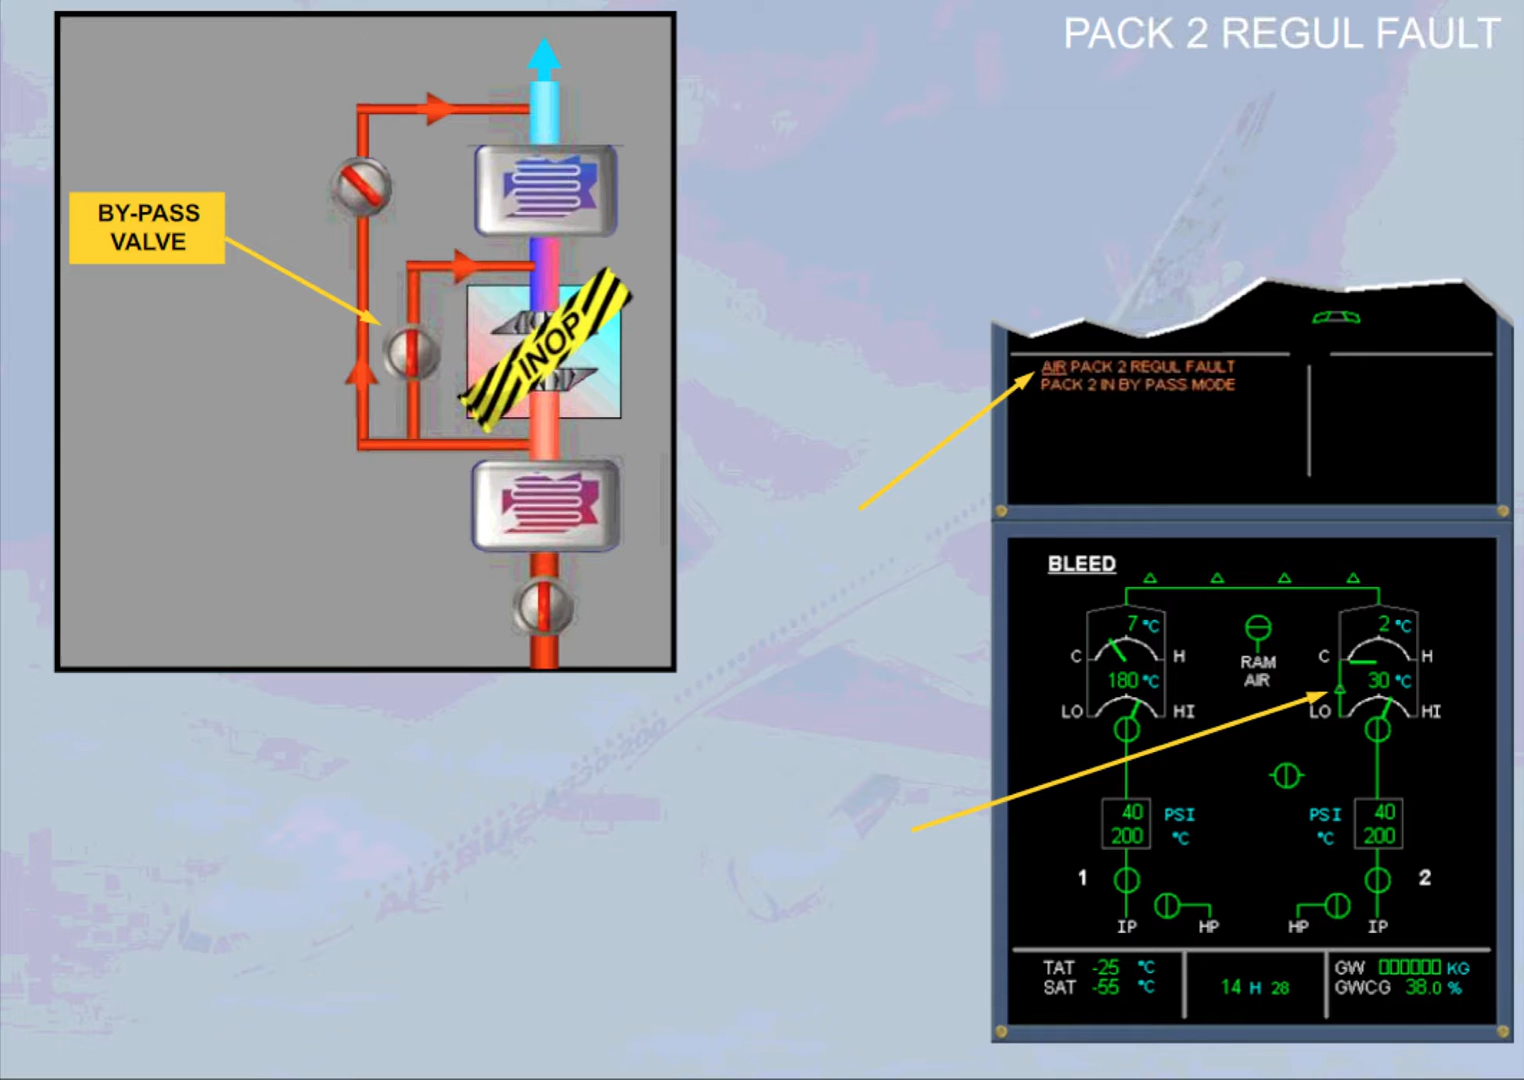 PACK 2 REGUL FAULT
BY-PASS
VALVE
INOP
AIR PACK 2 REGUL FAULT
PACK 2 IN BY PASS MODE
BLEED
7 °C
2 °C
C
H
RAM
AIR
C
H
180 °C
30 °C
LO
HI
LO
HI
40
PSI
PSI
40
200
°C
°C
200
1
2
IP
HP
HP
IP
TAT -25 °C
SAT -55 °C
14 H 28
GW KG
GWCG 38.0 %
AIRBUS